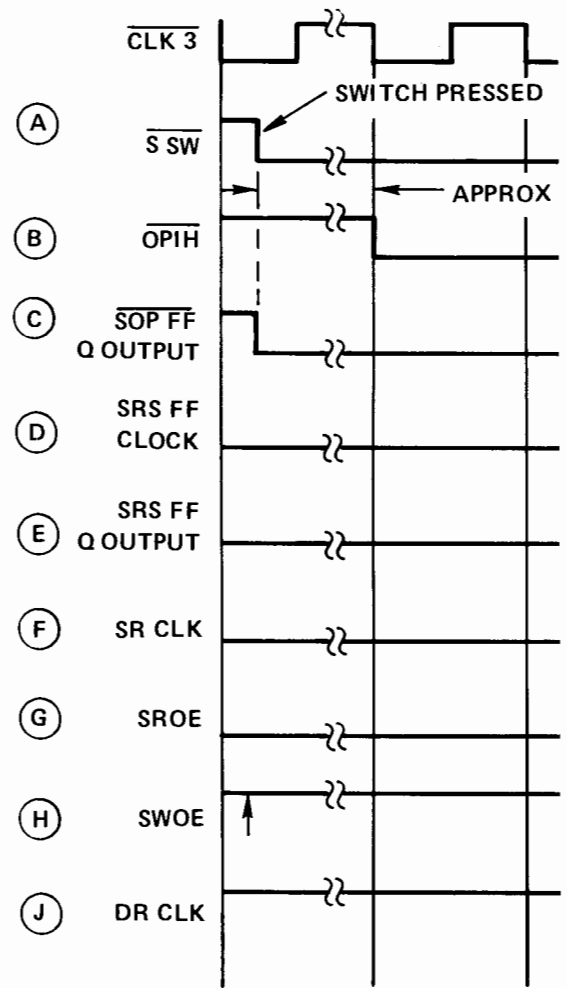 CLK 3
SWITCH PRESSED
A
S SW
APPROX
B
OPIH
C
SOP FF
Q OUTPUT
SRS FF
D
CLOCK
SRS FF
E
Q OUTPUT
F
SR CLK
G
SROE
H
SWOE
J
DR CLK